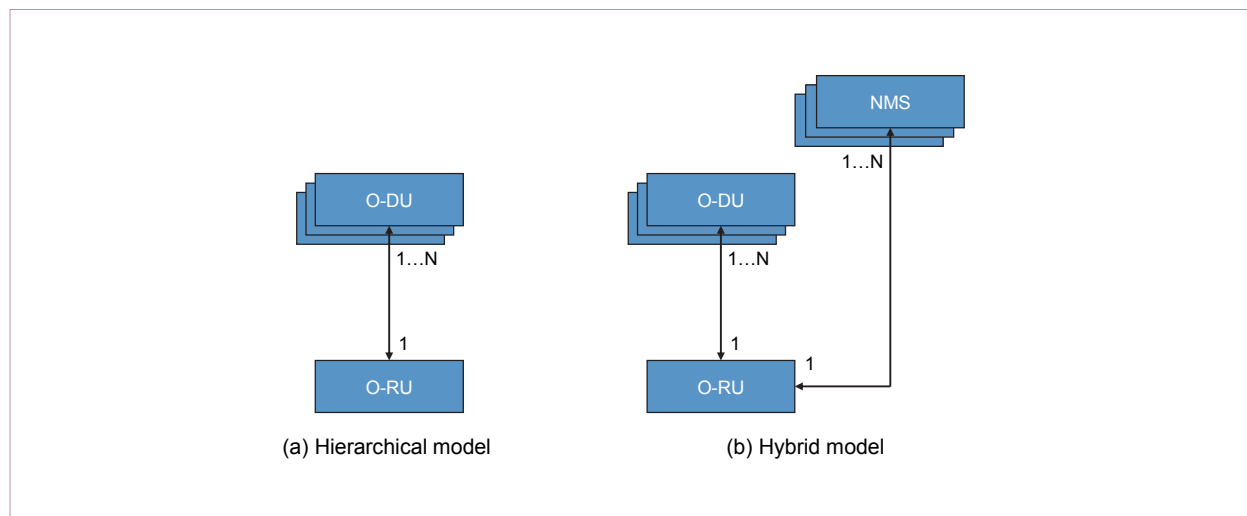 O-DU
1…N
1
O-RU
(a) Hierarchical model
NMS
1…N
O-DU
1…N
1
1
O-RU
(b) Hybrid model